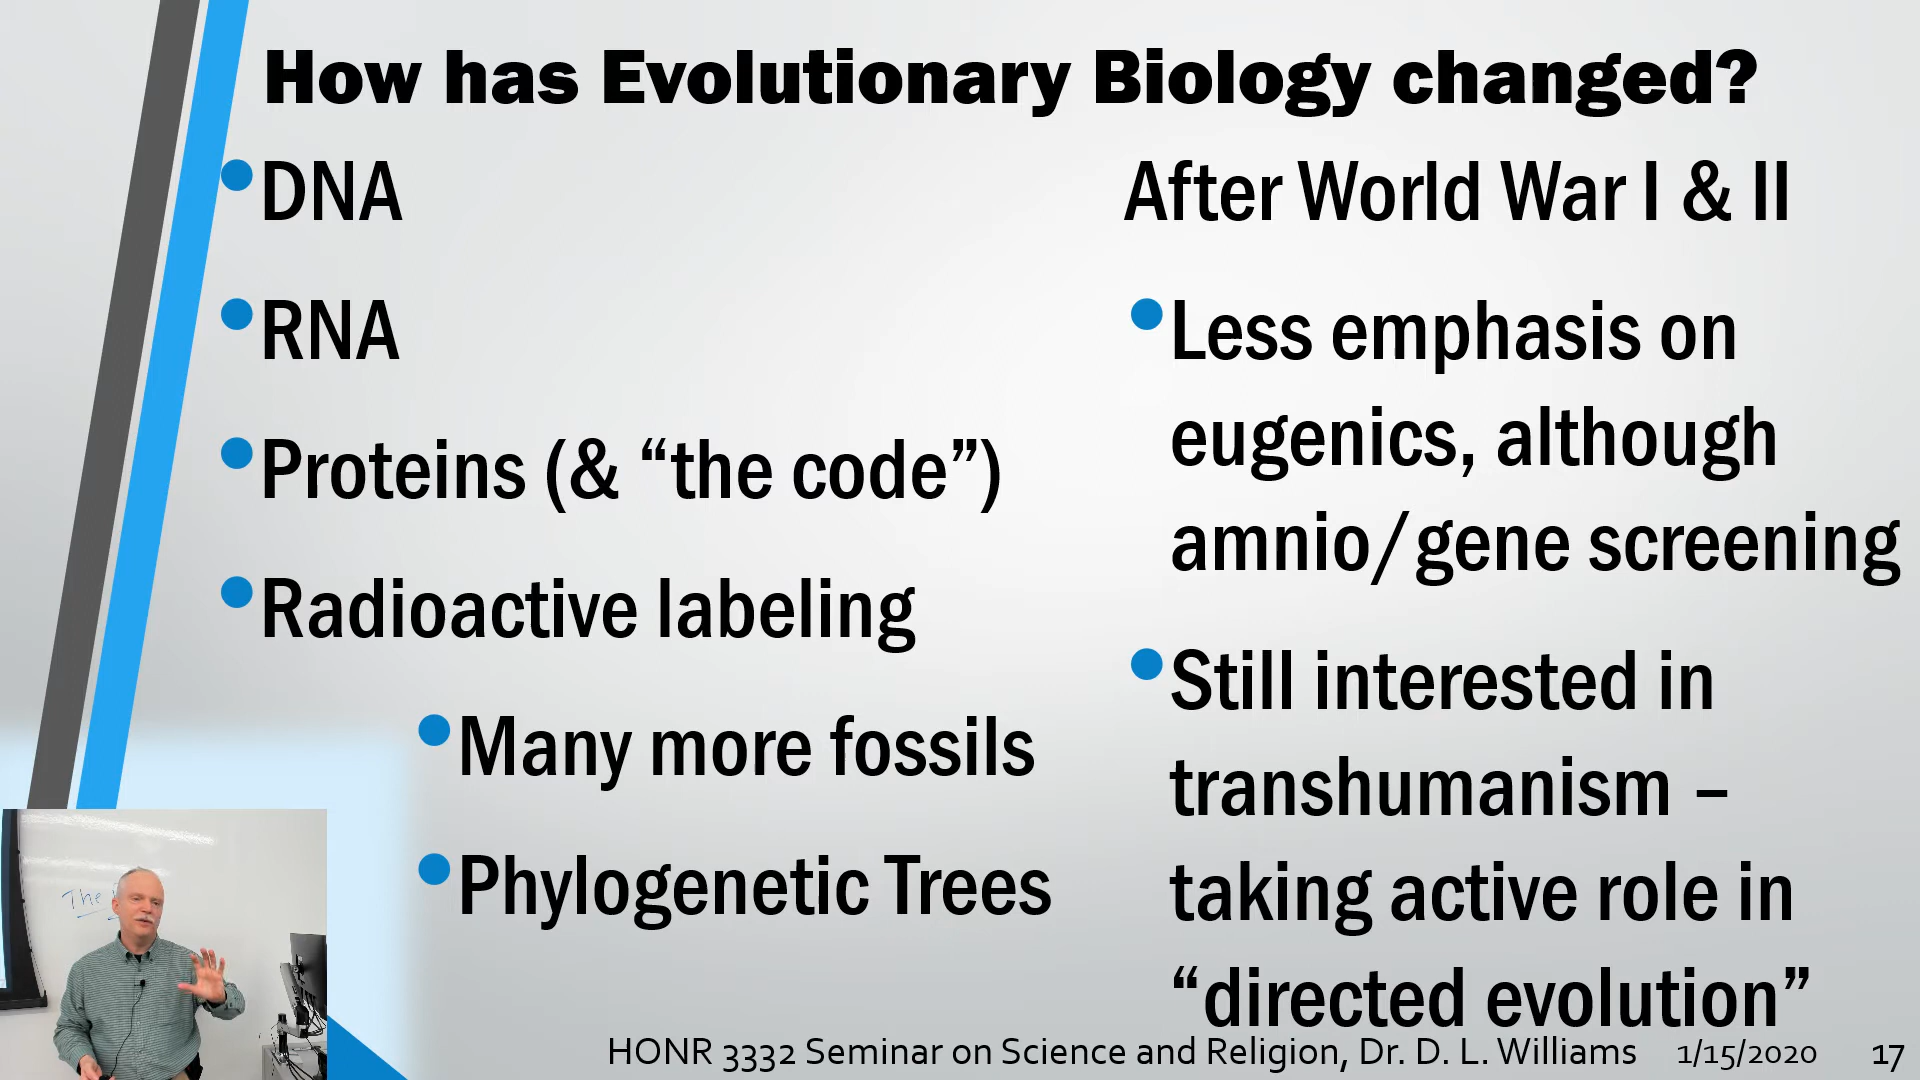 How has Evolutionary Biology changed?
• DNA
• RNA
• Proteins (& “the code”)
• Radioactive labeling
• Many more fossils
• Phylogenetic Trees
After World War I & II
• Less emphasis on
eugenics, although
amnio/gene screening
• Still interested in
transhumanism –
taking active role in
“directed evolution”
The
HONR 3332 Seminar on Science and Religion, Dr. D. L. Williams 1/15/2020 17